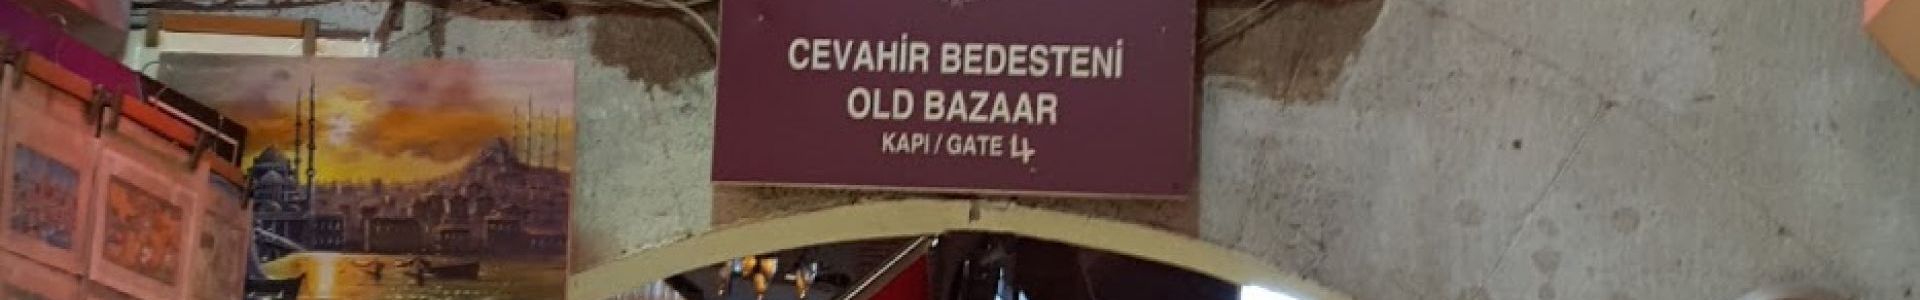 CEVAHİR BEDESTENİ
OLD BAZAAR
KAPI / GATE 4